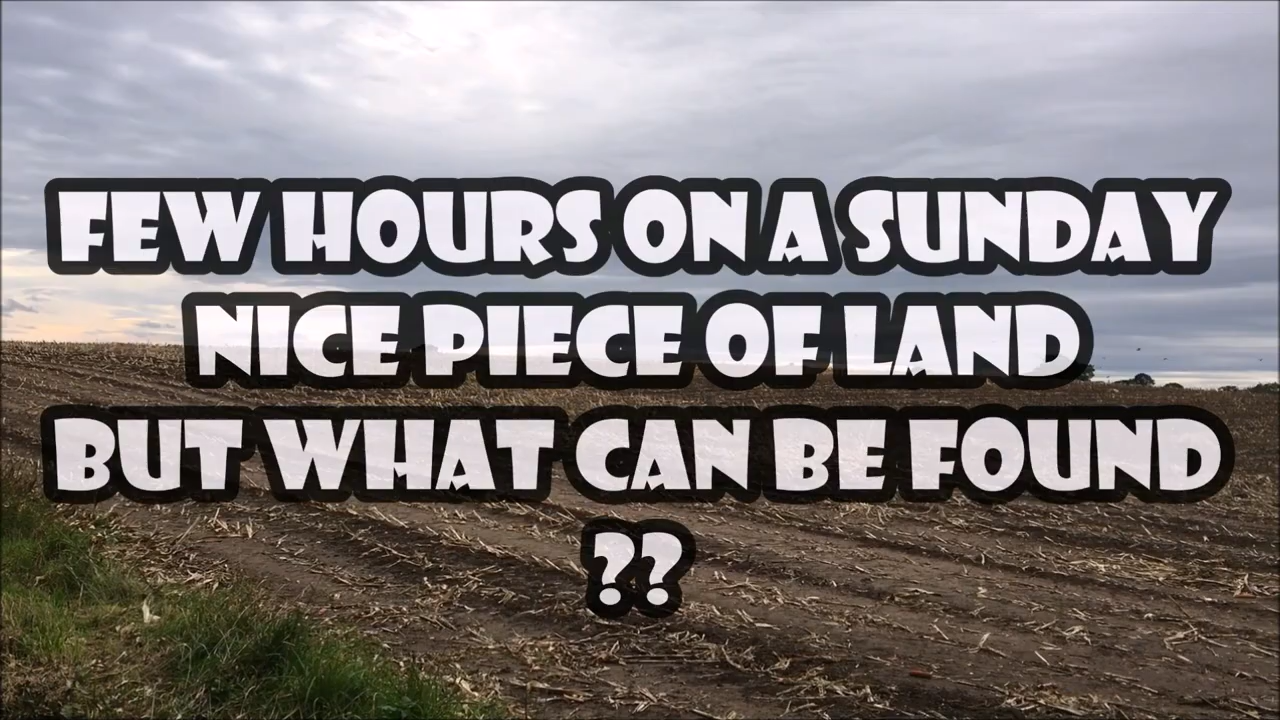 FEW HOURS ON A SUNDAY
NICE PIECE OF LAND
BUT WHAT CAN BE FOUND
??